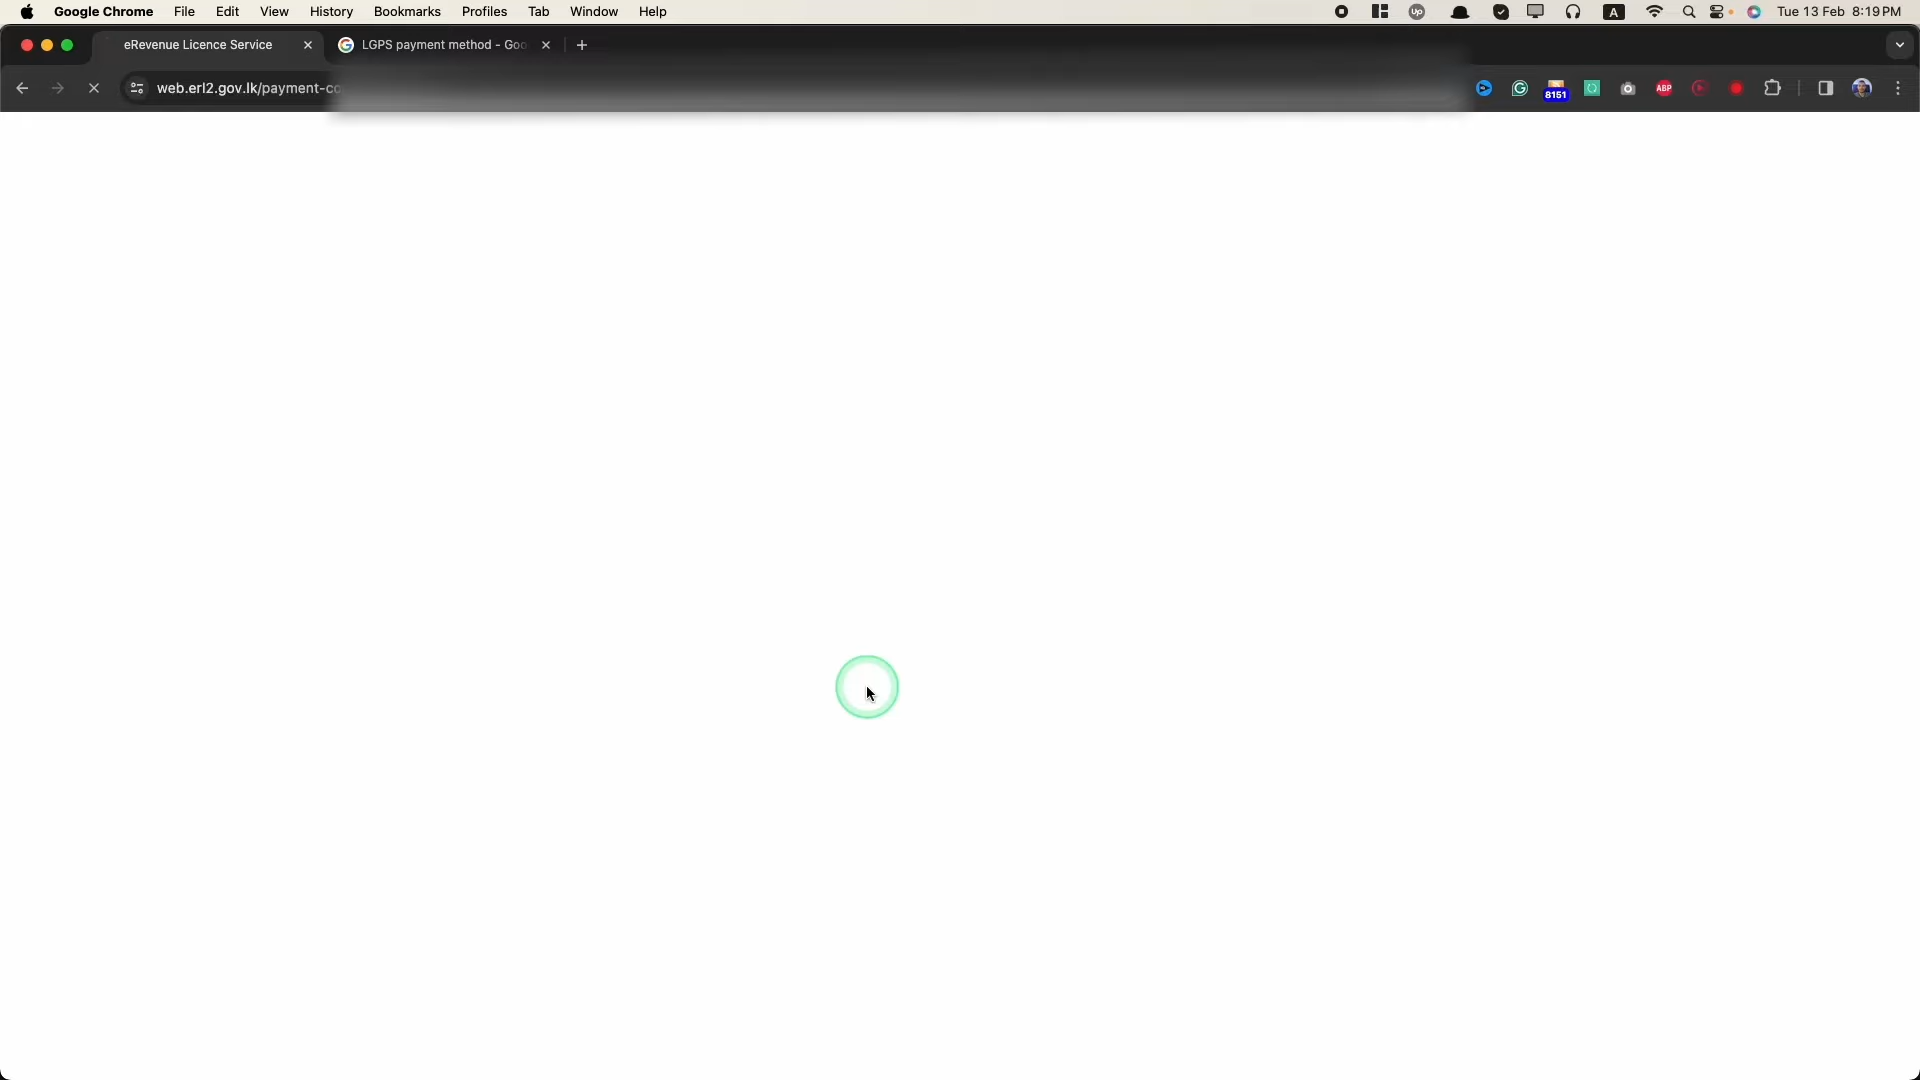 Google Chrome File Edit View History Bookmarks Profiles Tab Window Help UP A Tue 13 Feb 8:19 PM
eRevenue Licence Service LGPS payment method - Goo
web.erl2.gov.lk/payment-co 8151 ABP